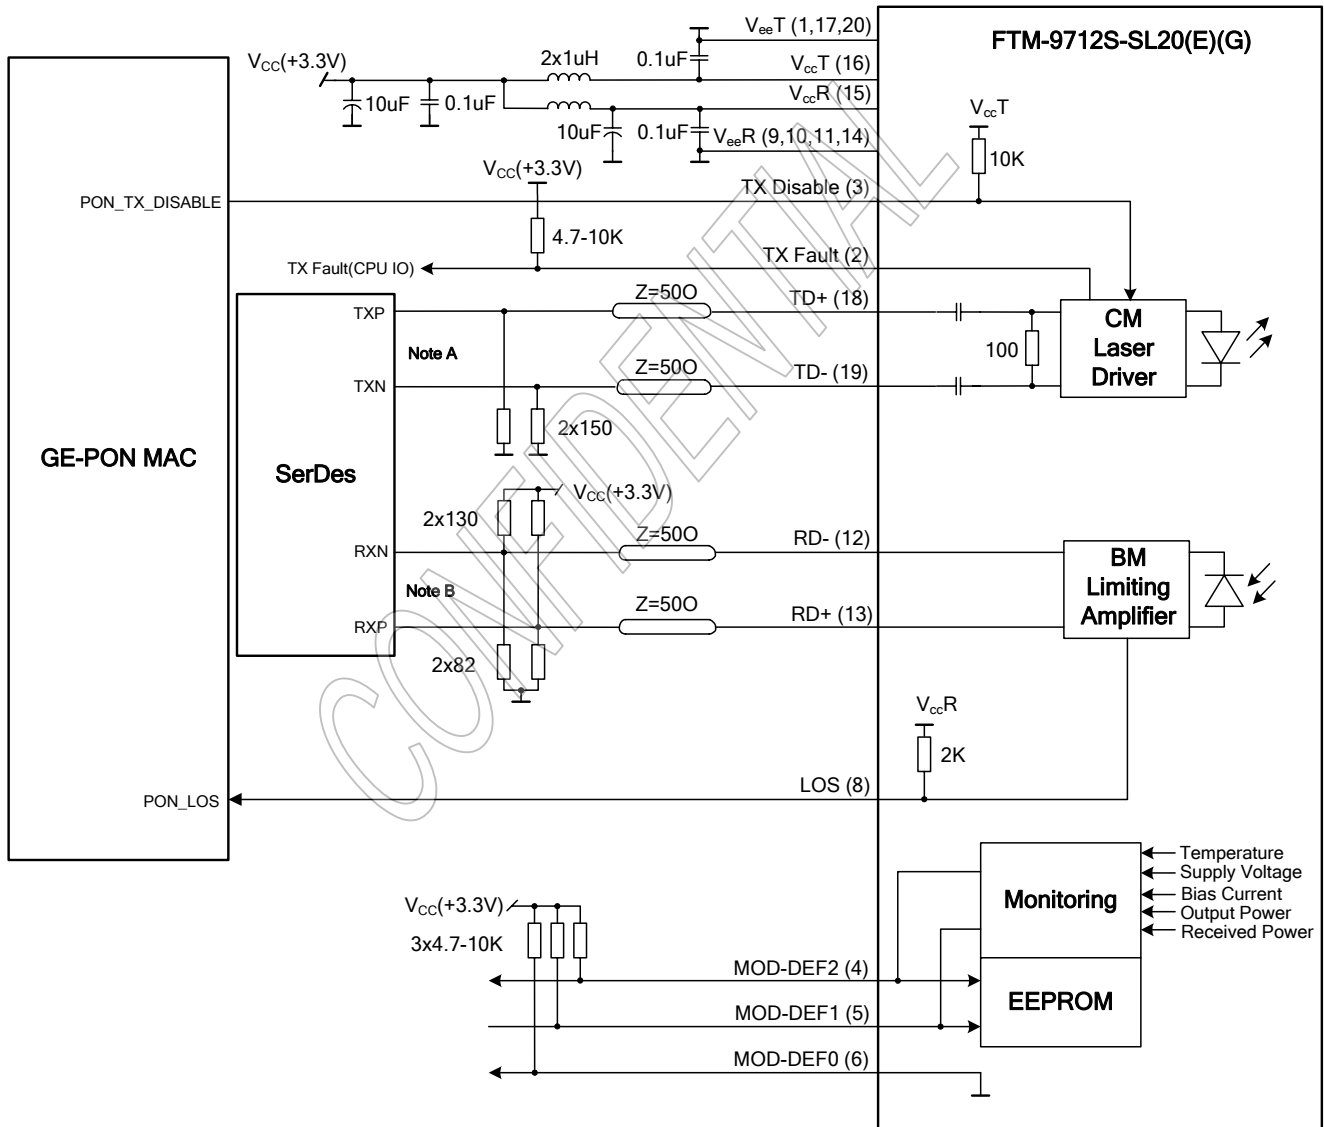 FTM-9712S-SL20(E)(G)
VeeT (1,17,20)
VCC(+3.3V)
2x1uH
0.1uF
VccT (16)
VccR (15)
10uF
0.1uF
10uF
0.1uF
VeeR (9,10,11,14)
VccT
10K
VCC(+3.3V)
PON_TX_DISABLE
TX Disable (3)
4.7-10K
TX Fault(CPU IO)
TX Fault (2)
TXP
Z=50O
TD+ (18)
CM
Laser
Driver
Note A
100
TXN
Z=50O
TD- (19)
2x150
GE-PON MAC
SerDes
VCC(+3.3V)
2x130
RXN
Z=50O
RD- (12)
BM
Limiting
Amplifier
Note B
RXP
Z=50O
RD+ (13)
2x82
VccR
2K
PON_LOS
LOS (8)
Temperature
Supply Voltage
Bias Current
Output Power
Received Power
Monitoring
VCC(+3.3V)
3x4.7-10K
MOD-DEF2 (4)
EEPROM
MOD-DEF1 (5)
MOD-DEF0 (6)
CONFIDENTIAL